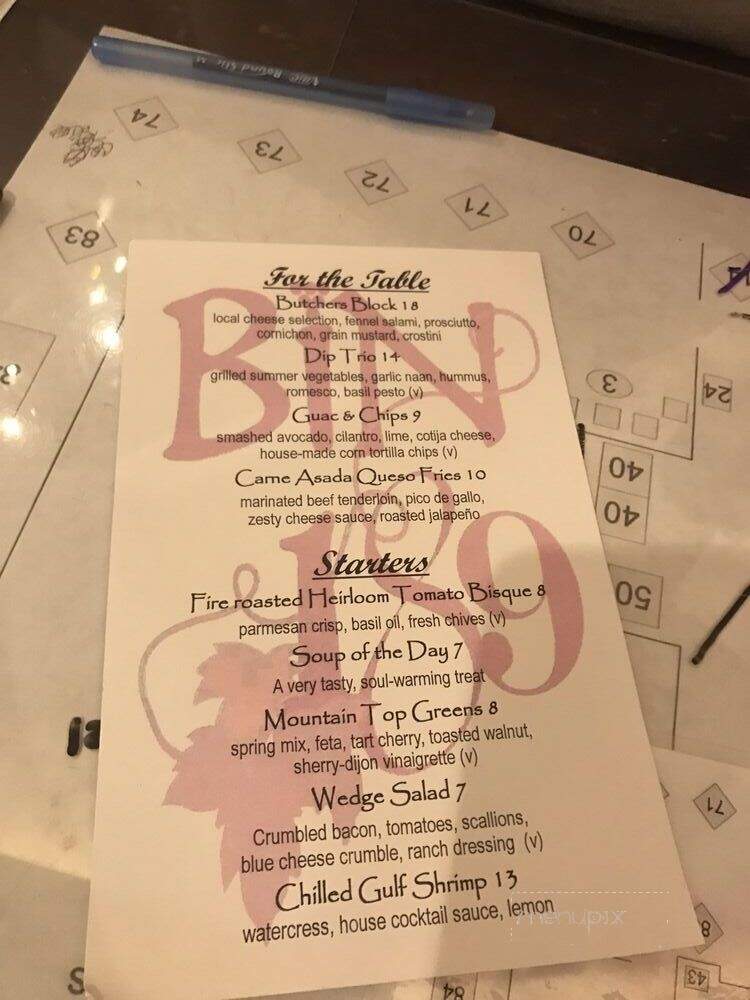 BIC Round Stic M
74
73
72
71
70
83
24
3
40
40
50
For the Table
Butchers Block 18
local cheese selection, fennel salami, prosciutto,
cornichon, grain mustard, crostini
Dip Trio 14
grilled summer vegetables, garlic naan, hummus,
romesco, basil pesto (v)
Guac & Chips 9
smashed avocado, cilantro, lime, cotija cheese,
house-made corn tortilla chips (v)
Carne Asada Queso Fries 10
marinated beef tenderloin, pico de gallo,
zesty cheese sauce, roasted jalapeño
Starters
Fire roasted Heirloom Tomato Bisque 8
parmesan crisp, basil oil, fresh chives (v)
Soup of the Day 7
A very tasty, soul-warming treat
Mountain Top Greens 8
spring mix, feta, tart cherry, toasted walnut,
sherry-dijon vinaigrette (v)
Wedge Salad 7
Crumbled bacon, tomatoes, scallions,
blue cheese crumble, ranch dressing (v)
Chilled Gulf Shrimp 13
watercress, house cocktail sauce, lemon
BIN
189
menupix
71
8
43
84
S